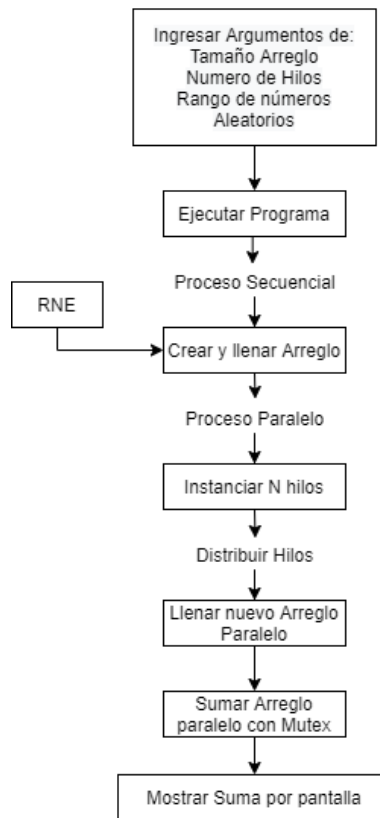 Ingresar Argumentos de:
Tamaño Arreglo
Numero de Hilos
Rango de números
Aleatorios
Ejecutar Programa
Proceso Secuencial
RNE
Crear y llenar Arreglo
Proceso Paralelo
Instanciar N hilos
Distribuir Hilos
Llenar nuevo Arreglo
Paralelo
Sumar Arreglo
paralelo con Mutex
Mostrar Suma por pantalla